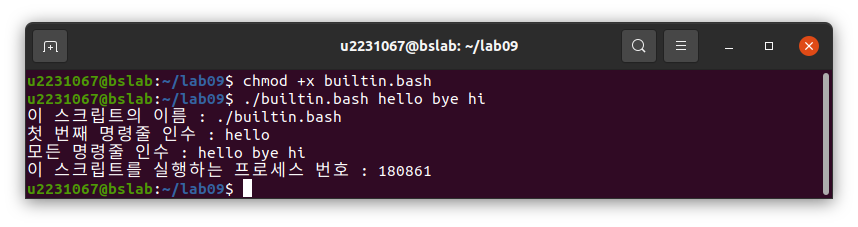 u2231067@bslab: ~/lab09
u2231067@bslab:~/lab09$ chmod +x builtin.bash
u2231067@bslab:~/lab09$ ./builtin.bash hello bye hi
이 스크립트의 이름 : ./builtin.bash
첫 번째 명령줄 인수 : hello
모든 명령줄 인수 : hello bye hi
이 스크립트를 실행하는 프로세스 번호 : 180861
u2231067@bslab:~/lab09$